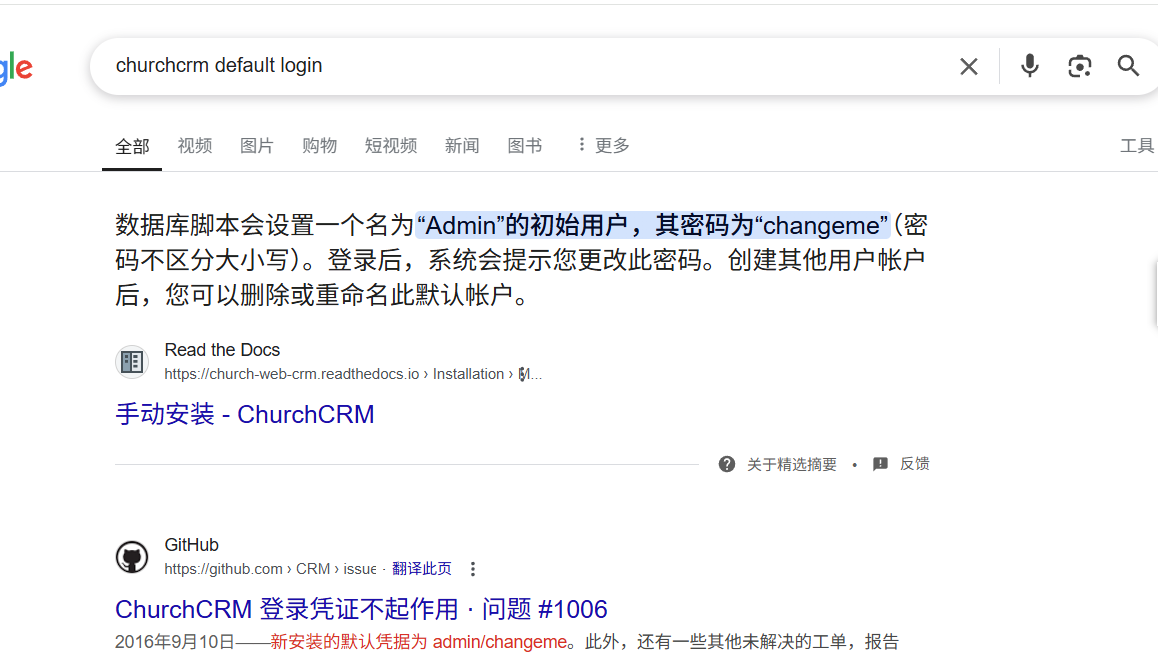 gle
churchcrm default login
全部 视频 图片 购物 短视频 新闻 图书 更多 工具
数据库脚本会设置一个名为“Admin”的初始用户，其密码为“changeme”（密
码不区分大小写）。登录后，系统会提示您更改此密码。创建其他用户帐户
后，您可以删除或重命名此默认帐户。
Read the Docs
https://church-web-crm.readthedocs.io › Installation › M...
手动安装 - ChurchCRM
关于精选摘要 • 反馈
GitHub
https://github.com › CRM › issue · 翻译此页
ChurchCRM 登录凭证不起作用 · 问题 #1006
2016年9月10日——新安装的默认凭据为 admin/changeme。此外，还有一些其他未解决的工单，报告